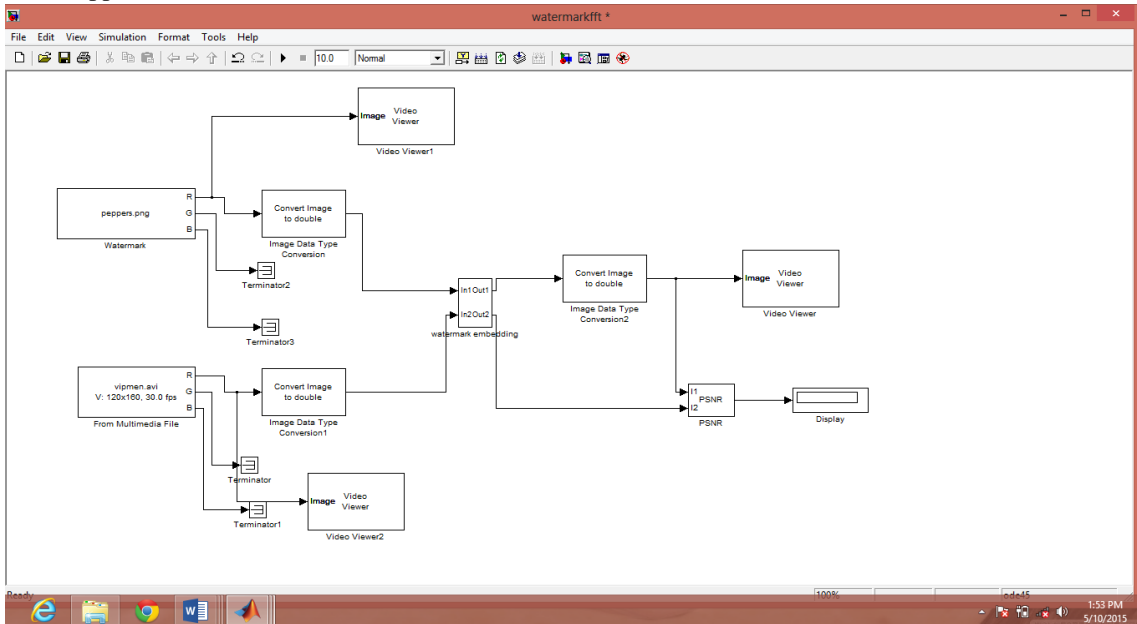 watermarkfft *
File Edit View Simulation Format Tools Help
10.0 Normal
Image Video
Viewer
Video Viewer1
peppers.png
R
G
B
Watermark
Convert Image
to double
Image Data Type
Conversion
Terminator2
Terminator3
In1 Out1
In2 Out2
watermark embedding
Convert Image
to double
Image Data Type
Conversion2
Image Video
Viewer
Video Viewer
vipmen.avi
V: 120x160, 30.0 fps
R
G
B
From Multimedia File
Convert Image
to double
Image Data Type
Conversion1
I1
PSNR
I2
PSNR
Display
Terminator
Terminator1
Image Video
Viewer
Video Viewer2
Ready 100% ode45
1:53 PM
5/10/2015